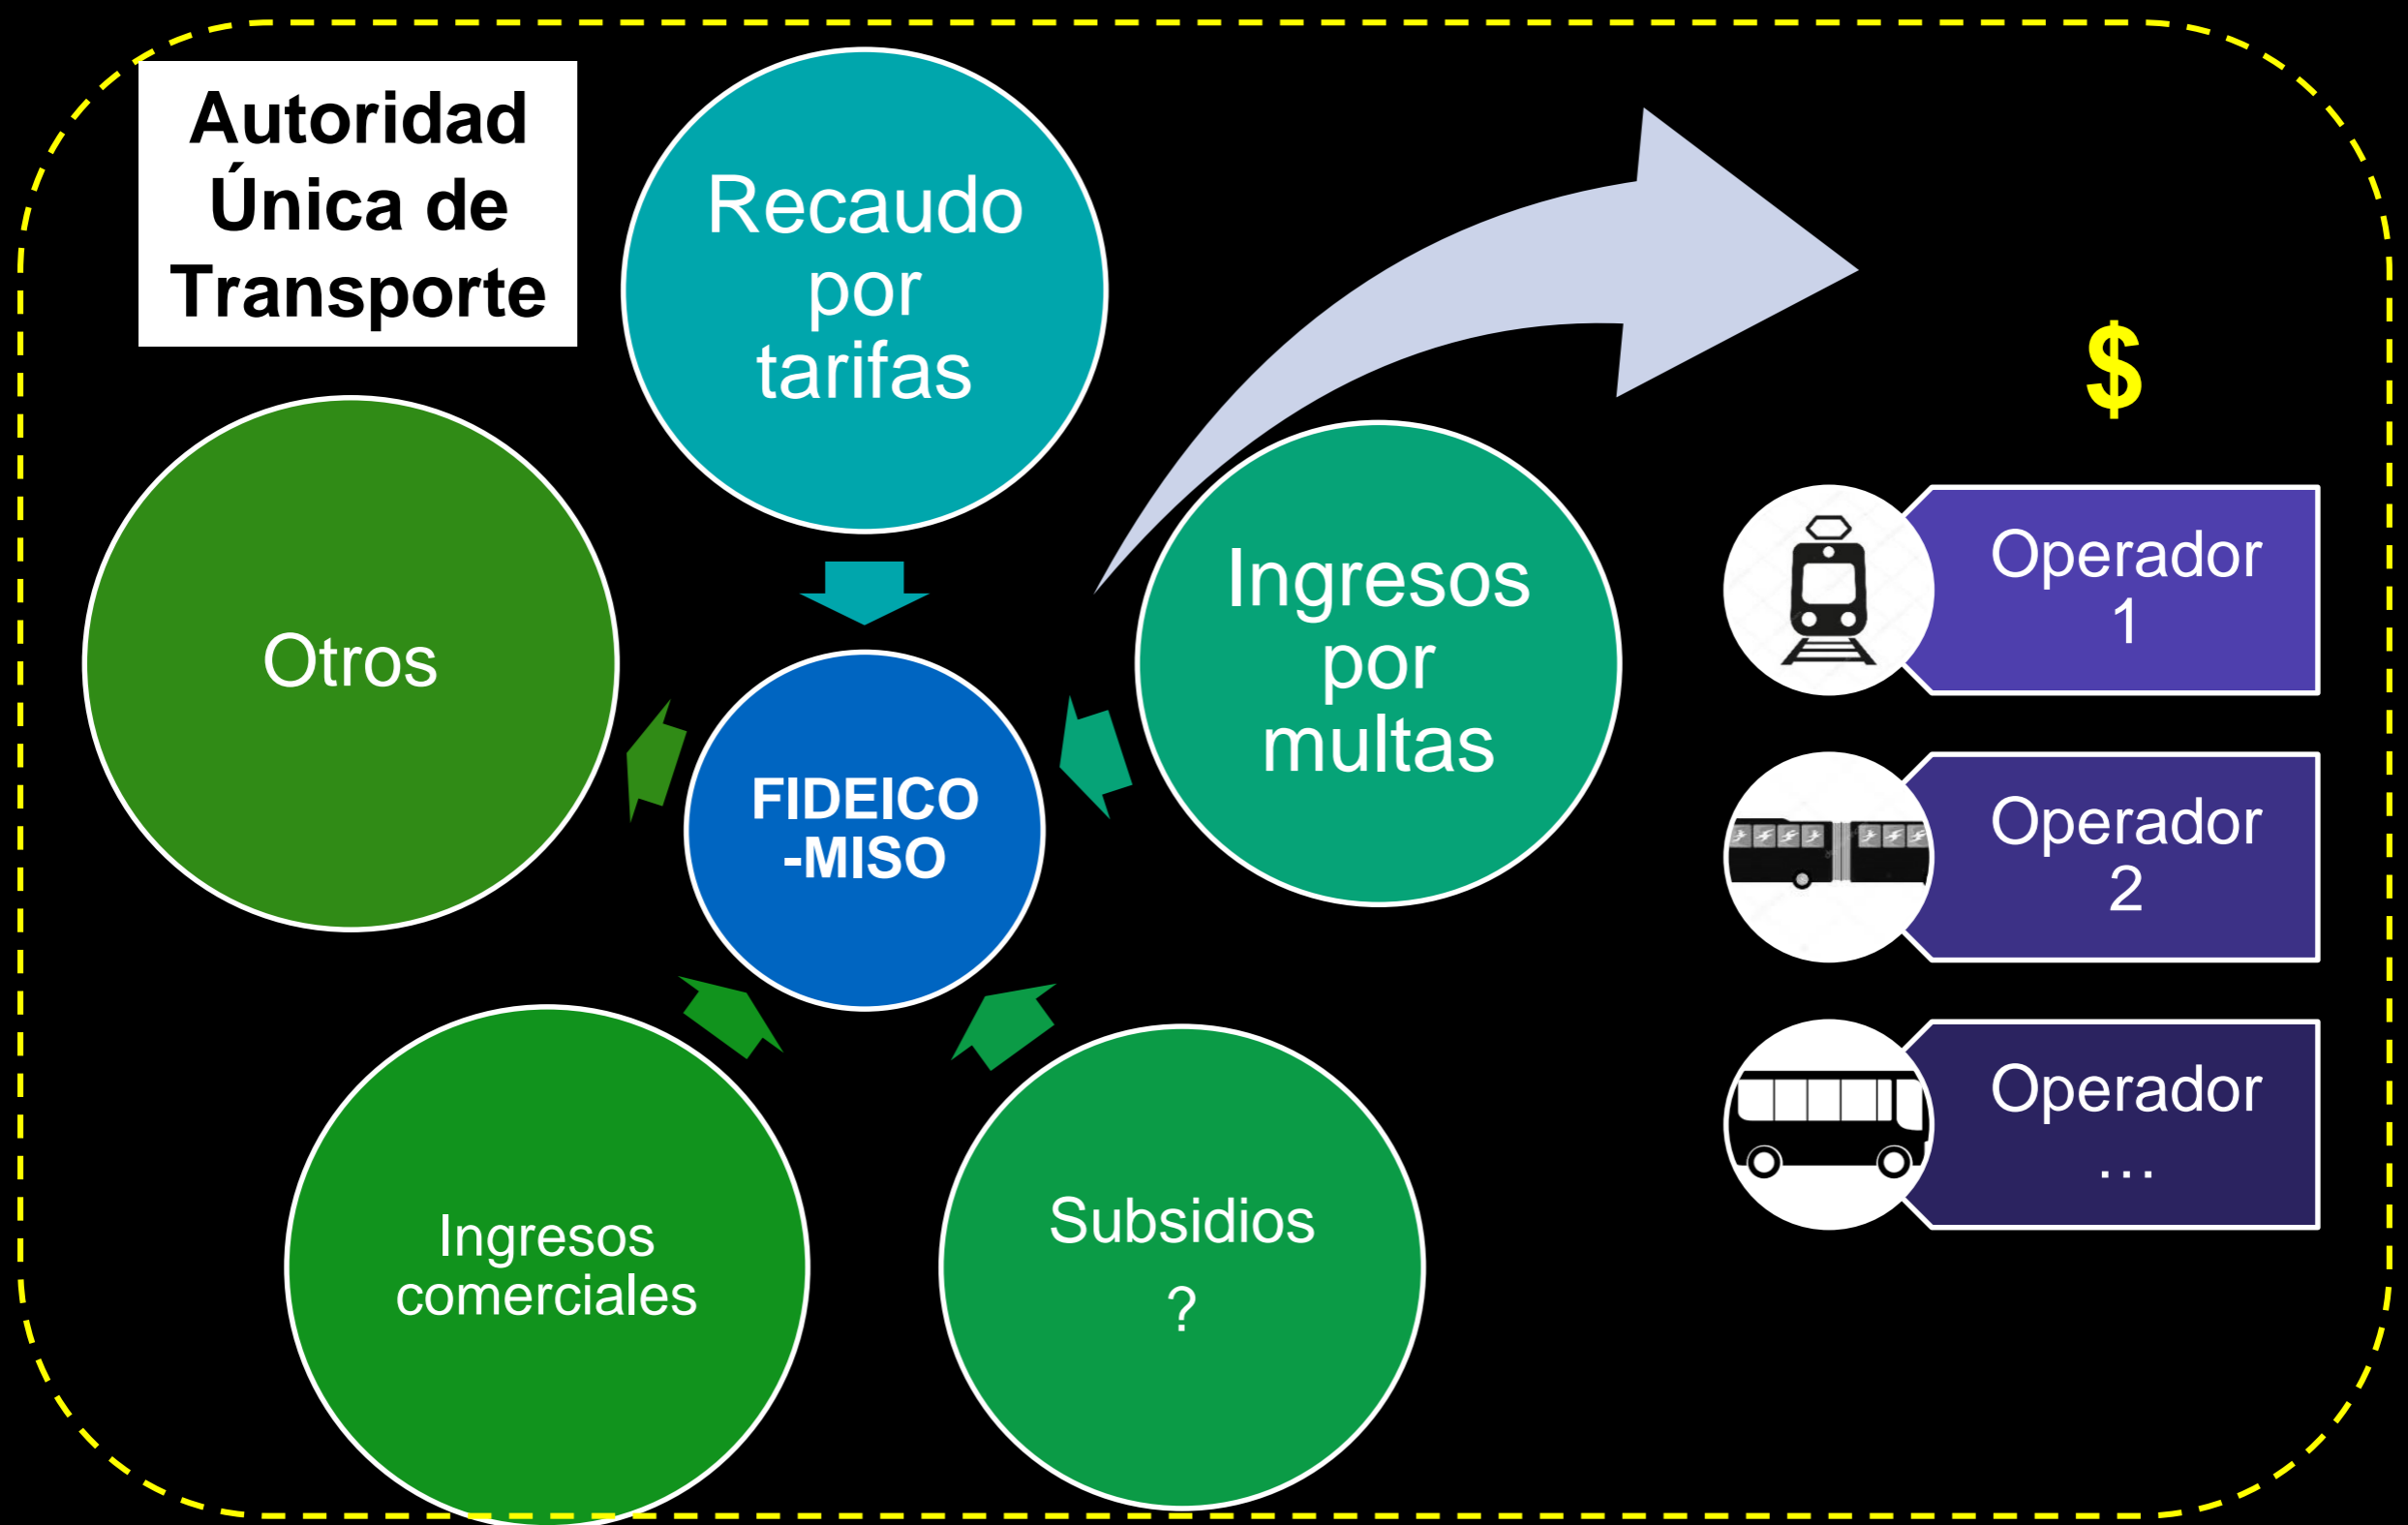 Autoridad
Única de
Transporte
Recaudo
por
tarifas
Otros
Ingresos
por
multas
FIDEICO
-MISO
Ingresos
comerciales
Subsidios
?
$
Operador
1
Operador
2
Operador
...